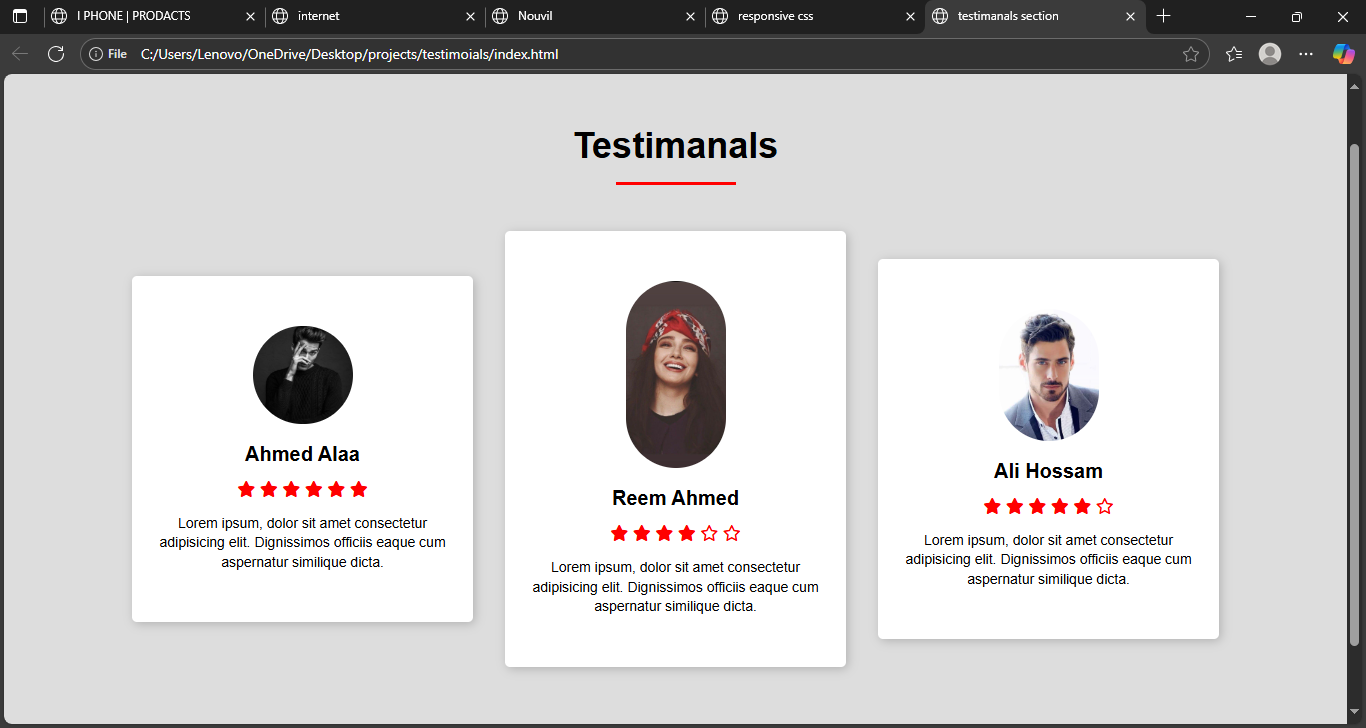 I PHONE | PRODACTS
internet
Nouvil
responsive css
testimanals section
File
C:/Users/Lenovo/OneDrive/Desktop/projects/testimoials/index.html
Testimanals
Ahmed Alaa
Lorem ipsum, dolor sit amet consectetur
adipisicing elit. Dignissimos officiis eaque cum
aspernatur similique dicta.
Reem Ahmed
Lorem ipsum, dolor sit amet consectetur
adipisicing elit. Dignissimos officiis eaque cum
aspernatur similique dicta.
Ali Hossam
Lorem ipsum, dolor sit amet consectetur
adipisicing elit. Dignissimos officiis eaque cum
aspernatur similique dicta.